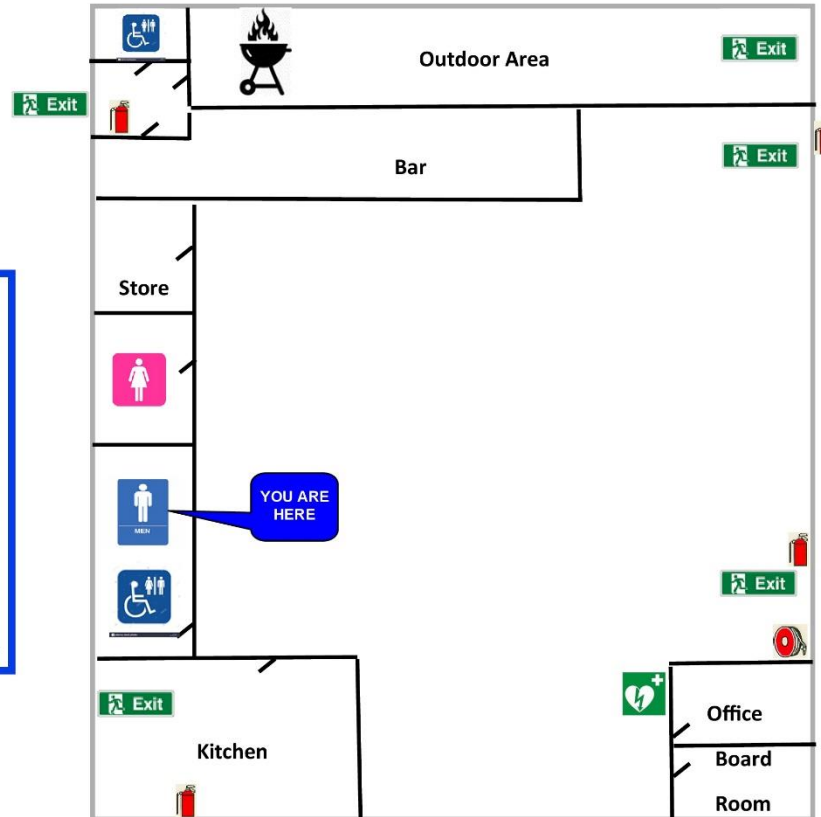 Outdoor Area
Exit
Exit
Exit
Bar
Store
YOU ARE
HERE
MEN
Exit
Exit
Office
Kitchen
Board
Room